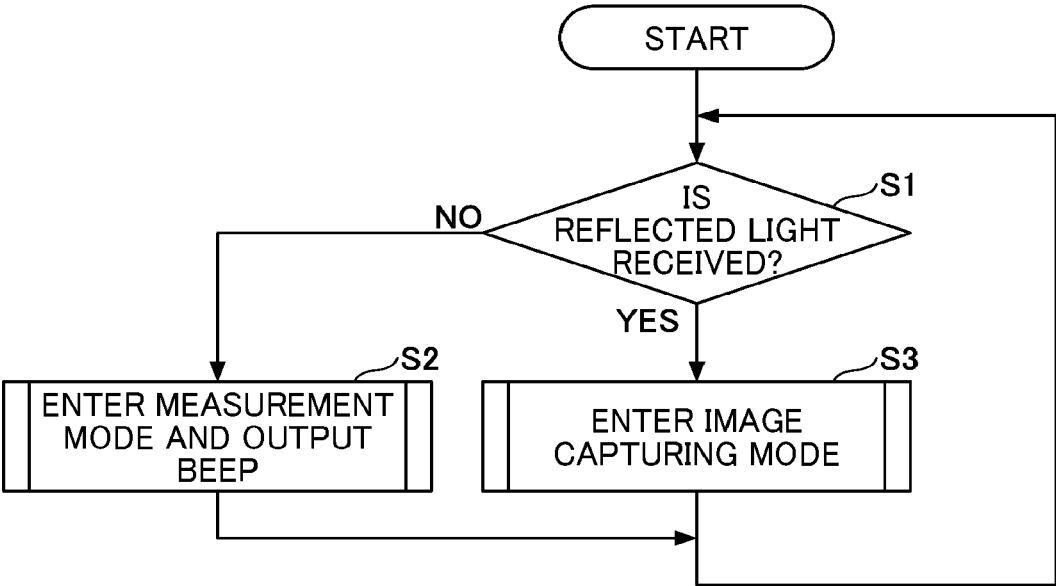 START
S1
IS
REFLECTED LIGHT
RECEIVED?
NO
YES
S2
ENTER MEASUREMENT
MODE AND OUTPUT
BEEP
S3
ENTER IMAGE
CAPTURING MODE